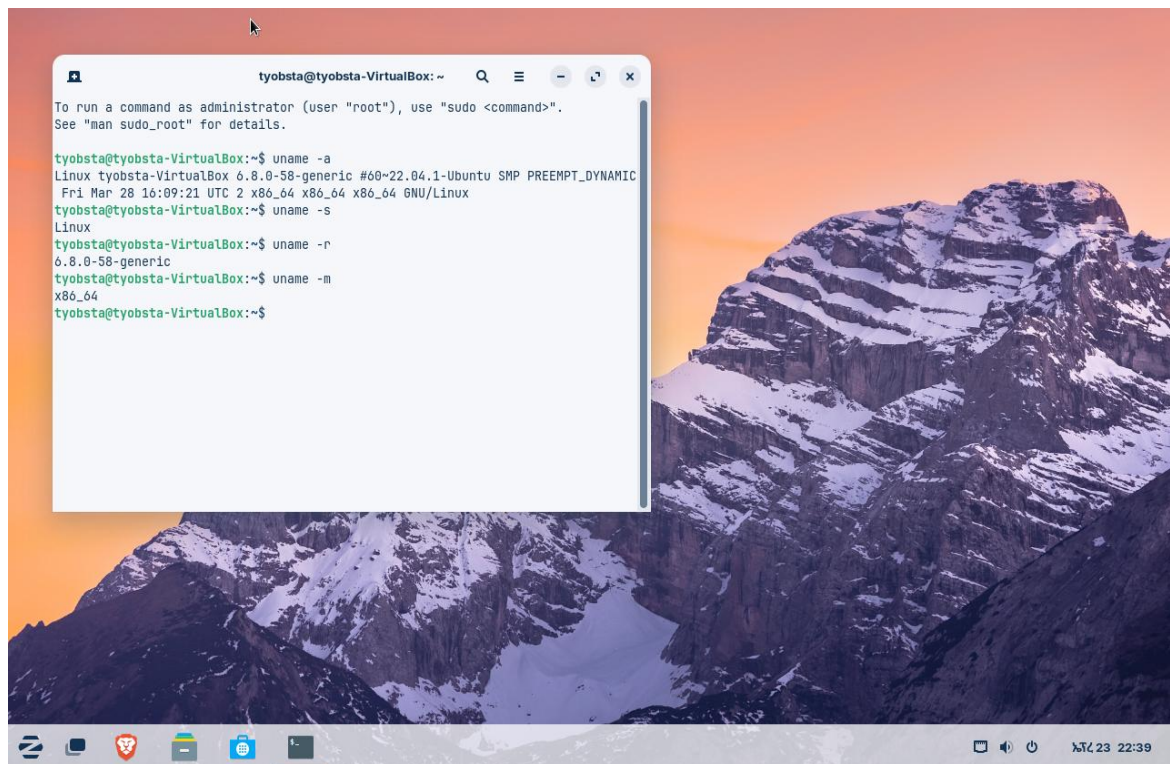 tyobsta@tyobsta-VirtualBox: ~
To run a command as administrator (user "root"), use "sudo <command>".
See "man sudo_root" for details.
tyobsta@tyobsta-VirtualBox:~$ uname -a
Linux tyobsta-VirtualBox 6.8.0-58-generic #60~22.04.1-Ubuntu SMP PREEMPT_DYNAMIC
Fri Mar 28 16:09:21 UTC 2 x86_64 x86_64 x86_64 GNU/Linux
tyobsta@tyobsta-VirtualBox:~$ uname -s
Linux
tyobsta@tyobsta-VirtualBox:~$ uname -r
6.8.0-58-generic
tyobsta@tyobsta-VirtualBox:~$ uname -m
x86_64
tyobsta@tyobsta-VirtualBox:~$
ኤፕሪ 23 22:39